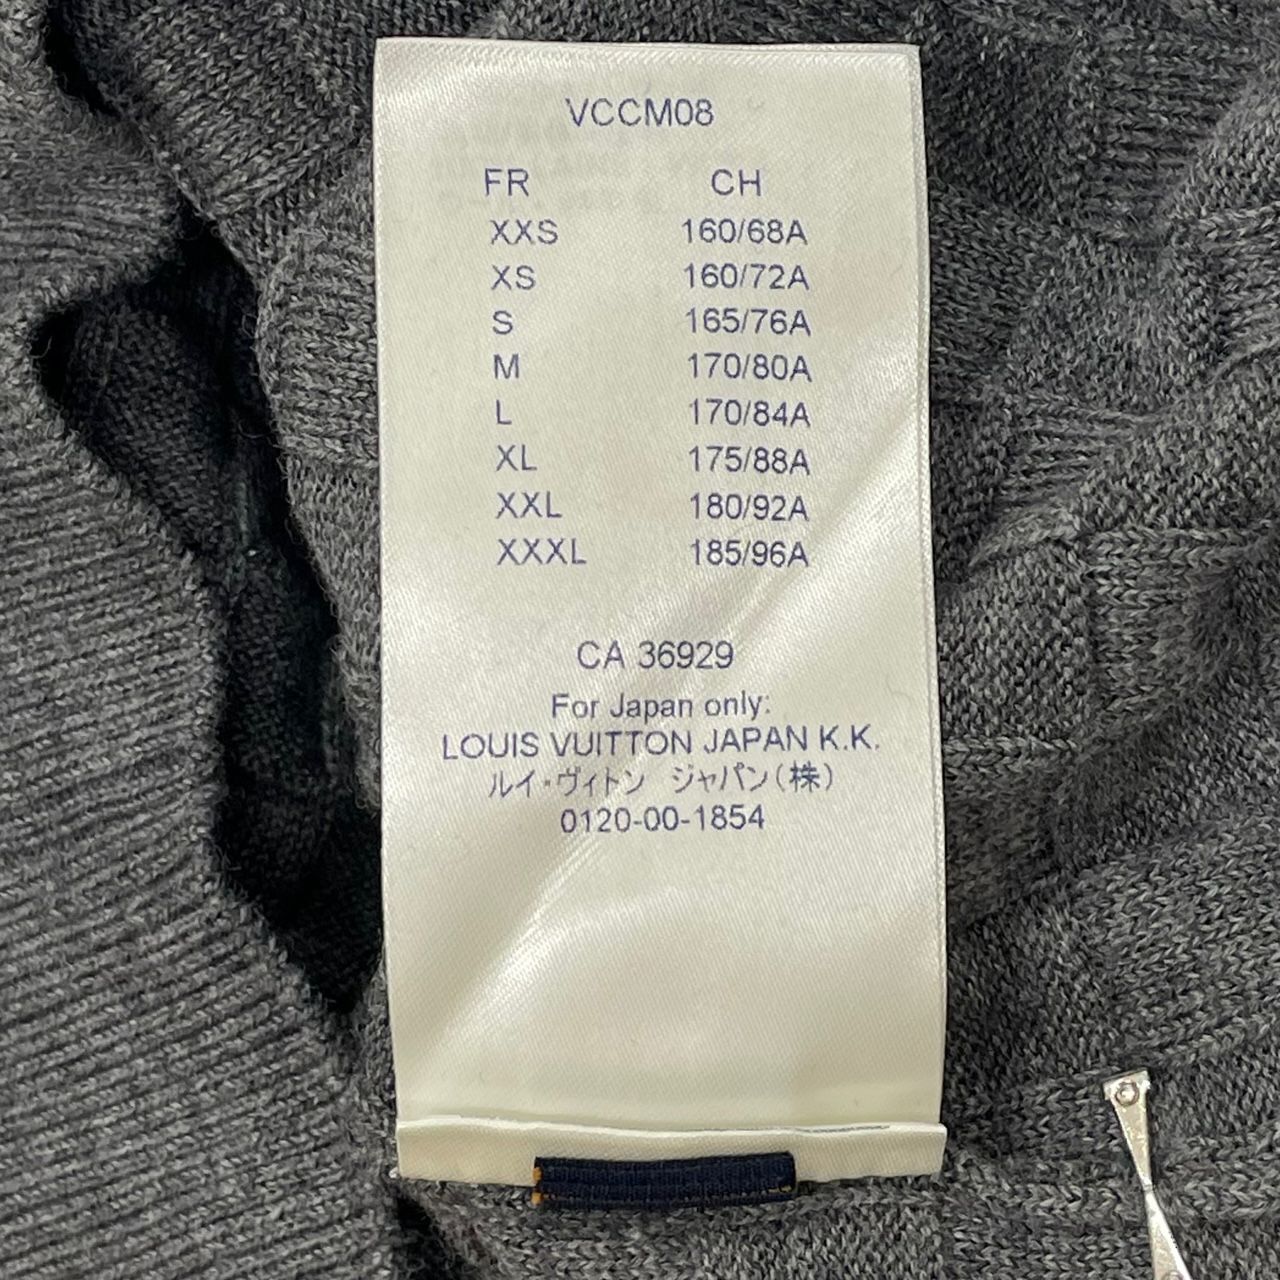 VCCM08
FR CH
XXS 160/68A
XS 160/72A
S 165/76A
M 170/80A
L 170/84A
XL 175/88A
XXL 180/92A
XXXL 185/96A
CA 36929
For Japan only:
LOUIS VUITTON JAPAN K.K.
ルイ・ヴィトン ジャパン(株)
0120-00-1854